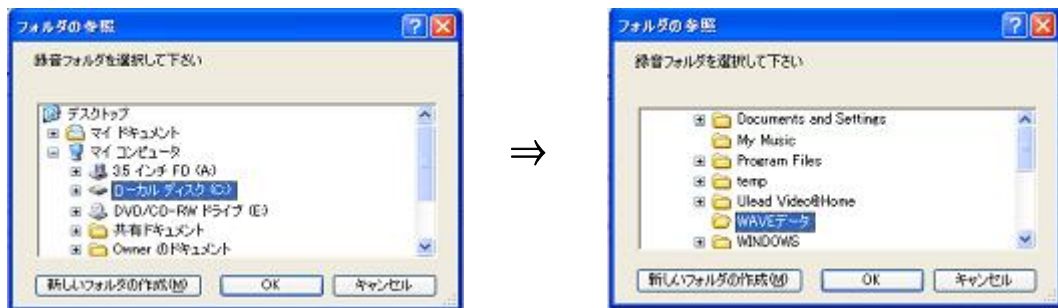 フォルダの参照
録音フォルダを選択して下さい
デスクトップ
マイ ドキュメント
マイ コンピュータ
3.5 インチ FD (A:)
ローカル ディスク (C:)
DVD/CD-RW ドライブ (E:)
共有ドキュメント
Owner のドキュメント
新しいフォルダの作成(M)
OK
キャンセル
⇒
フォルダの参照
録音フォルダを選択して下さい
Documents and Settings
My Music
Program Files
temp
Ulead Video@Home
WAVEデータ
WINDOWS
新しいフォルダの作成(M)
OK
キャンセル